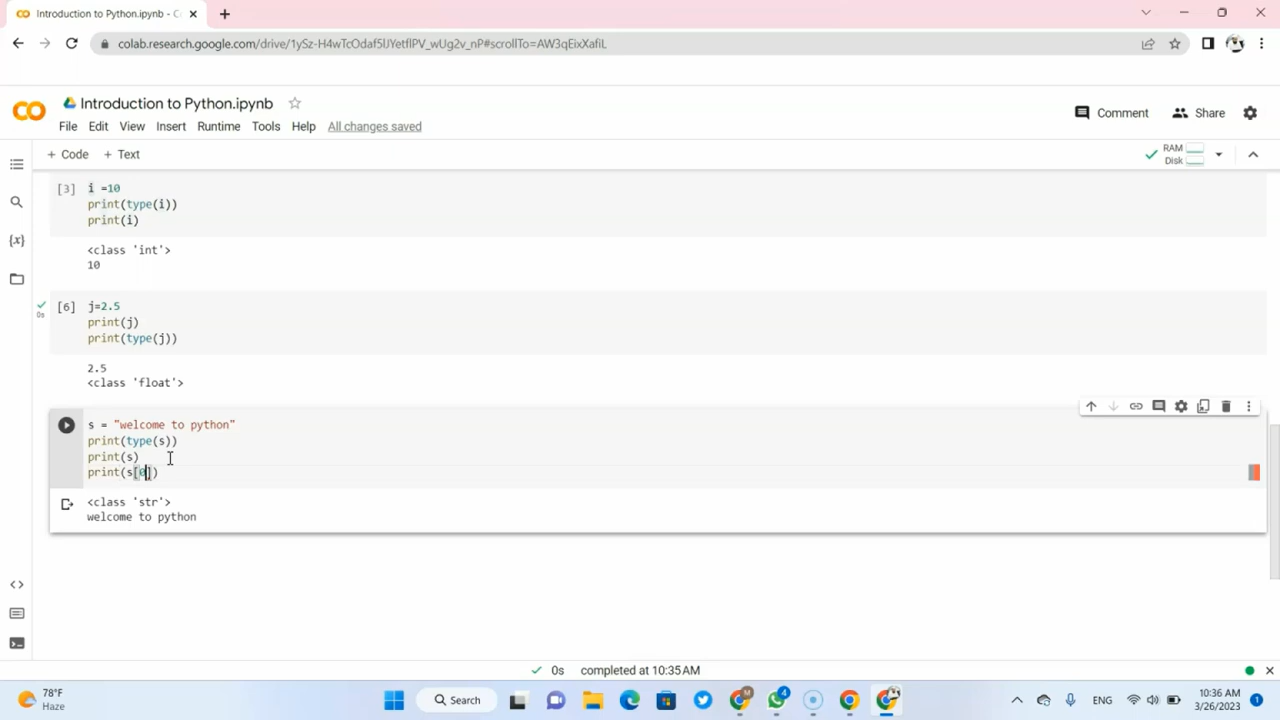 Introduction to Python.ipynb - C
colab.research.google.com/drive/1ySz-H4wTcOdaf5lJYetflPV_wUg2v_nP#scrollTo=AW3qEixXafiL
Introduction to Python.ipynb
Comment
Share
File Edit View Insert Runtime Tools Help All changes saved
+ Code + Text
RAM
Disk
[3] i =10
print(type(i))
print(i)
<class 'int'>
10
[6] j=2.5
0s
print(j)
print(type(j))
2.5
<class 'float'>
s = "welcome to python"
print(type(s))
print(s)
print(s[0])
<class 'str'>
welcome to python
{x}
<>
0s completed at 10:35 AM
78°F
Haze
Search
M
4
ENG
10:36 AM
3/26/2023
1